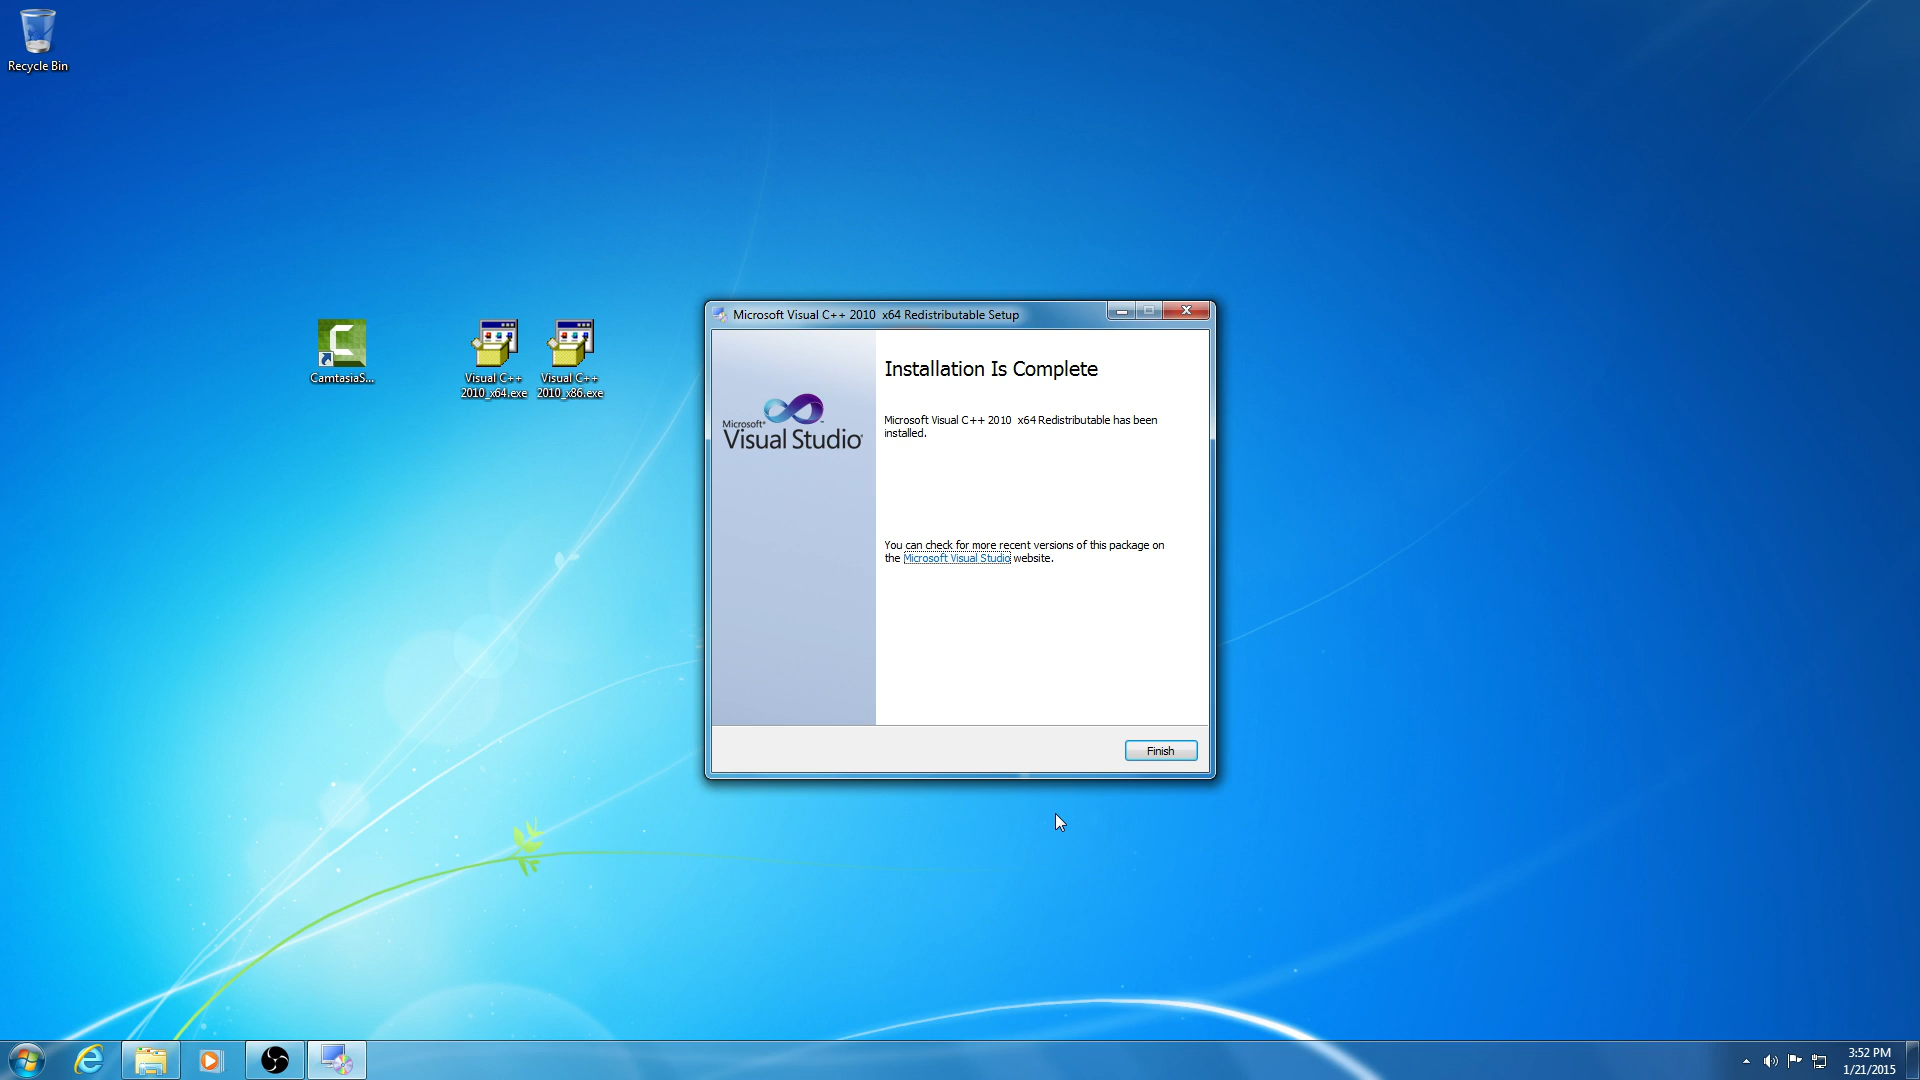 Recycle Bin
CamtasiaS...
Visual C++
2010_x64.exe
Visual C++
2010_x86.exe
Microsoft Visual C++ 2010  x64 Redistributable Setup
Microsoft®
Visual Studio®
Installation Is Complete
Microsoft Visual C++ 2010  x64 Redistributable has been
installed.
You can check for more recent versions of this package on
the Microsoft Visual Studio website.
Finish
3:52 PM
1/21/2015